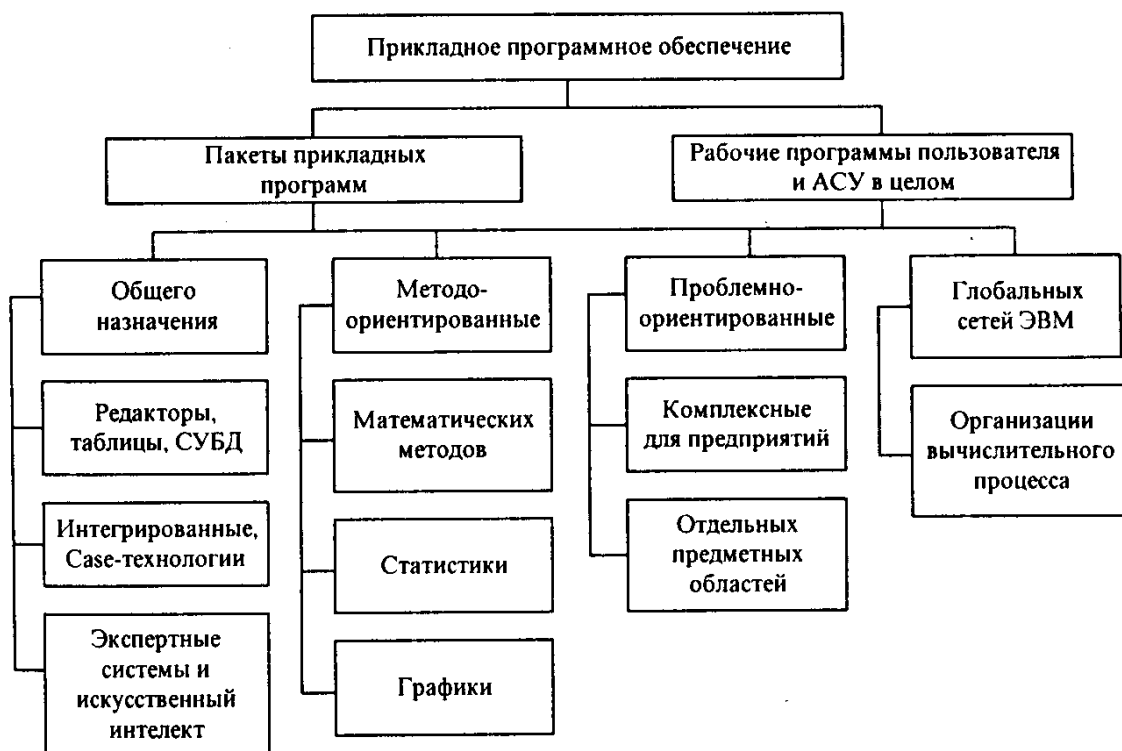 Прикладное программное обеспечение
Пакеты прикладных
программ
Рабочие программы пользователя
и АСУ в целом
Общего
назначения
Редакторы,
таблицы, СУБД
Интегрированные,
Case-технологии
Экспертные
системы и
искусственный
интелект
Методо-
ориентированные
Математических
методов
Статистики
Графики
Проблемно-
ориентированные
Комплексные
для предприятий
Отдельных
предметных
областей
Глобальных
сетей ЭВМ
Организации
вычислительного
процесса